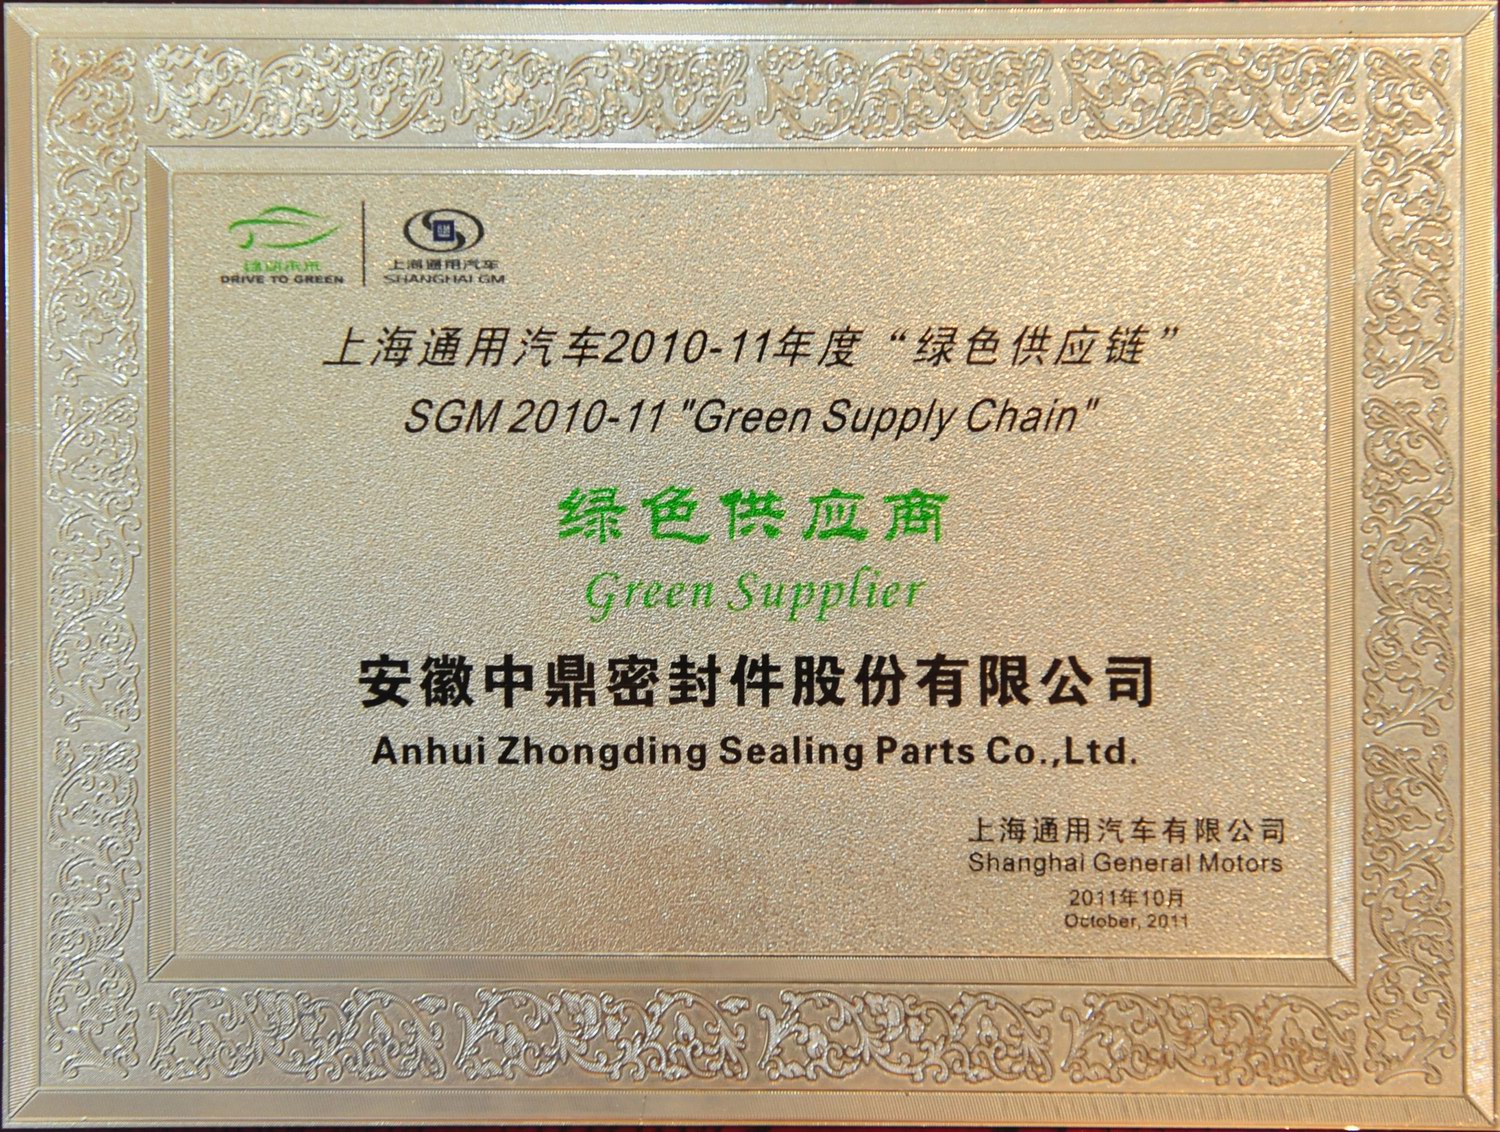 绿动未来
DRIVE TO GREEN
上海通用汽车
SHANGHAI GM
上海通用汽车2010-11年度“绿色供应链”
SGM 2010-11 "Green Supply Chain"
绿色供应商
Green Supplier
安徽中鼎密封件股份有限公司
Anhui Zhongding Sealing Parts Co.,Ltd.
上海通用汽车有限公司
Shanghai General Motors
2011年10月
October, 2011